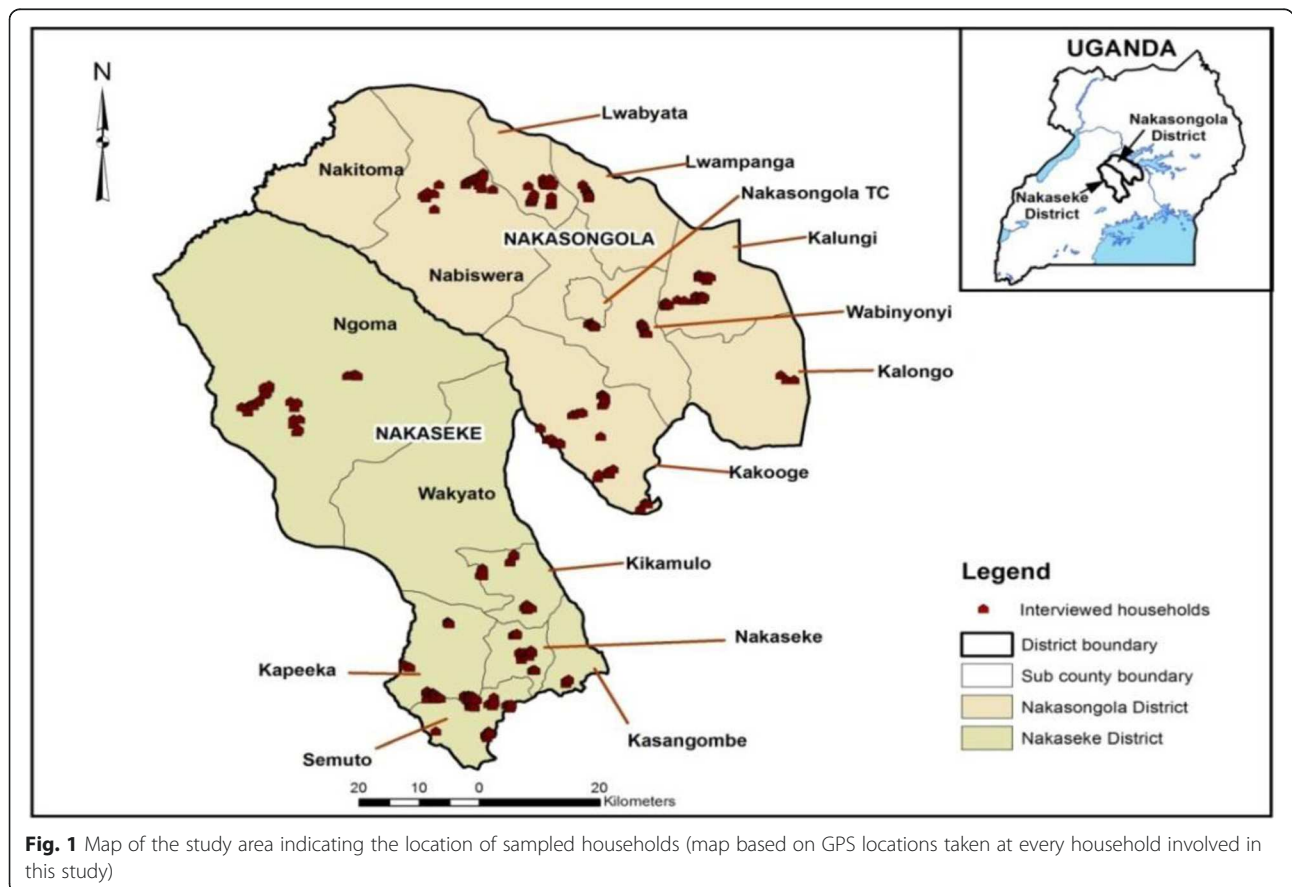 UGANDA
Nakasongola
District
Nakaseke
District
N
Lwabyata
Nakitoma
Lwampanga
Nakasongola TC
NAKASONGOLA
Kalungi
Nabiswera
Wabinyonyi
Ngoma
Kalongo
NAKASEKE
Kakooge
Wakyato
Kikamulo
Nakaseke
Kapeeka
Kasangombe
Semuto
Legend
Interviewed households
District boundary
Sub county boundary
Nakasongola District
Nakaseke District
20 10 0 20
Kilometers
Fig. 1 Map of the study area indicating the location of sampled households (map based on GPS locations taken at every household involved in
this study)